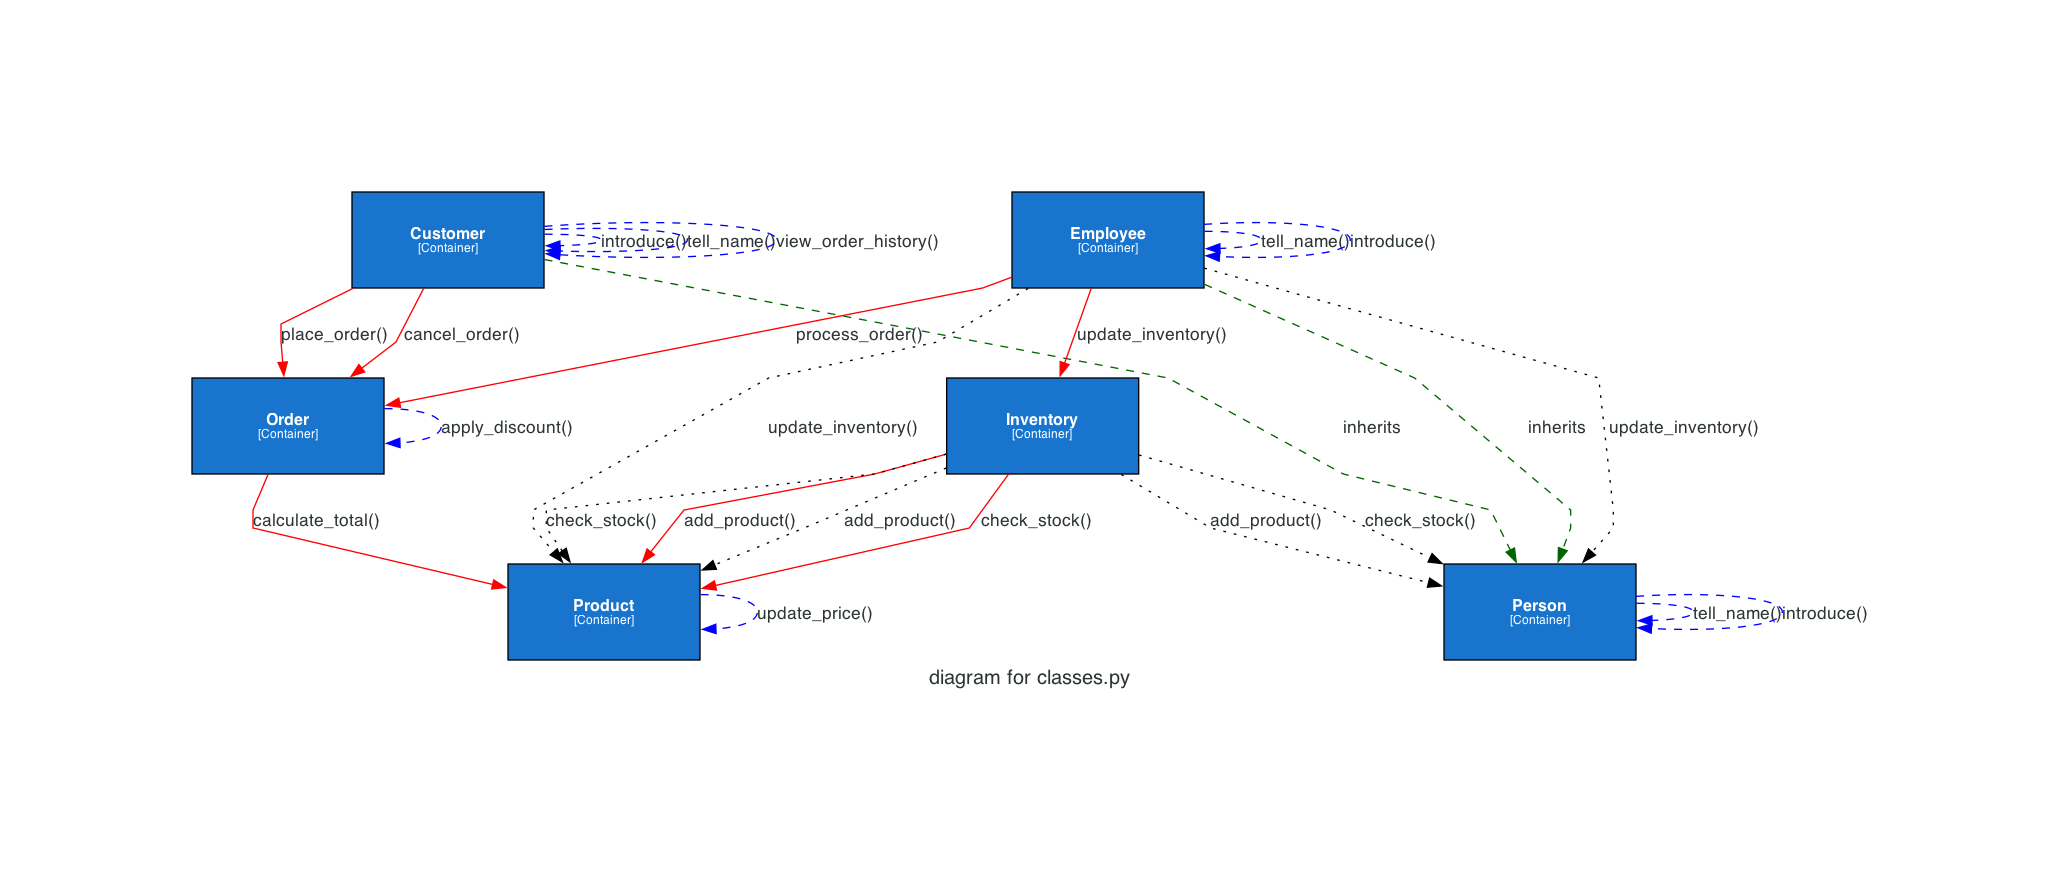 Customer
[Container]
introduce()
tell_name()
view_order_history()
Employee
[Container]
tell_name()
introduce()
place_order()
cancel_order()
process_order()
update_inventory()
Order
[Container]
apply_discount()
update_inventory()
Inventory
[Container]
inherits
inherits
update_inventory()
calculate_total()
check_stock()
add_product()
add_product()
check_stock()
add_product()
check_stock()
Product
[Container]
update_price()
Person
[Container]
tell_name()
introduce()
diagram for classes.py